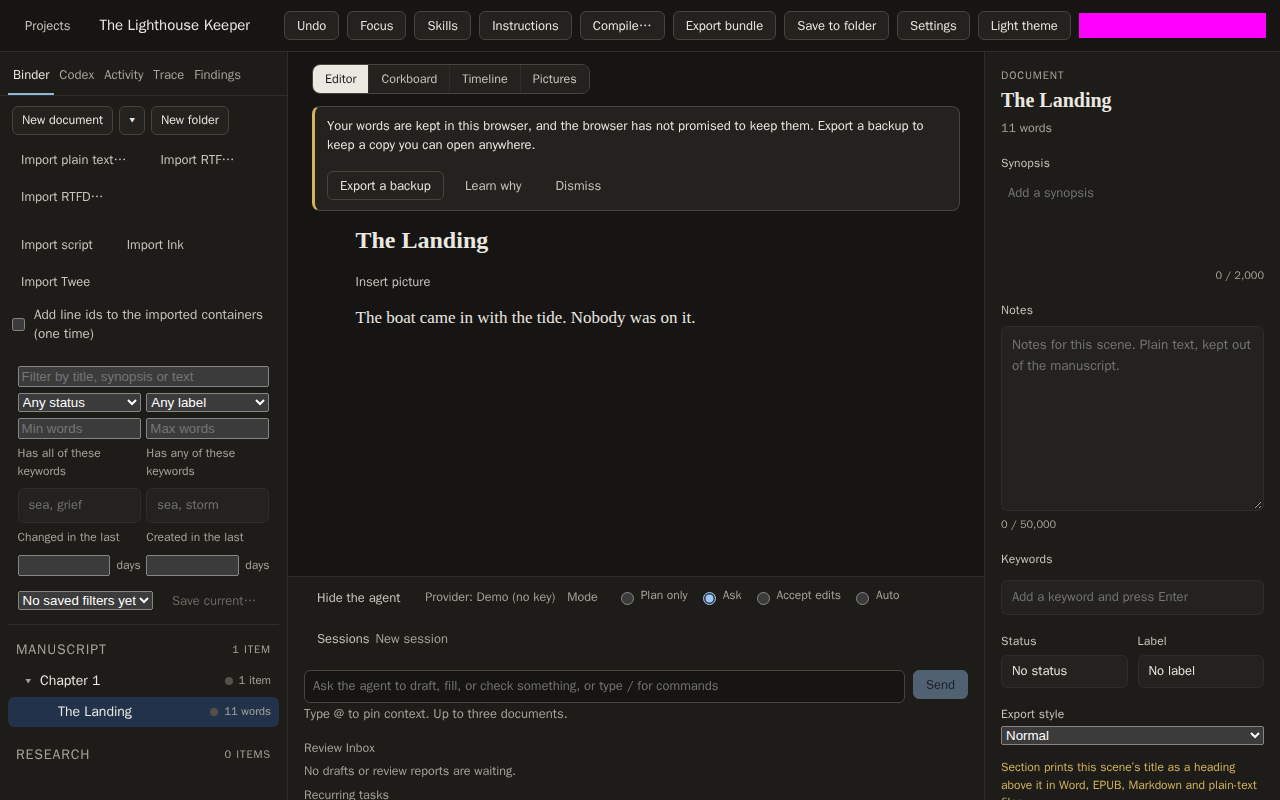 Projects
The Lighthouse Keeper
Undo
Focus
Skills
Instructions
Compile…
Export bundle
Save to folder
Settings
Light theme
Binder
Codex
Activity
Trace
Findings
New document
New folder
Import plain text…
Import RTF…
Import RTFD…
Import script
Import Ink
Import Twee
Add line ids to the imported containers
(one time)
Filter by title, synopsis or text
Any status
Any label
Min words
Max words
Has all of these
keywords
Has any of these
keywords
sea, grief
sea, storm
Changed in the last
Created in the last
days
days
No saved filters yet
Save current…
MANUSCRIPT
1 ITEM
Chapter 1
1 item
The Landing
11 words
RESEARCH
0 ITEMS
Editor
Corkboard
Timeline
Pictures
Your words are kept in this browser, and the browser has not promised to keep them. Export a backup to
keep a copy you can open anywhere.
Export a backup
Learn why
Dismiss
The Landing
Insert picture
The boat came in with the tide. Nobody was on it.
Hide the agent
Provider: Demo (no key)
Mode
Plan only
Ask
Accept edits
Auto
Sessions
New session
Ask the agent to draft, fill, or check something, or type / for commands
Send
Type @ to pin context. Up to three documents.
Review Inbox
No drafts or review reports are waiting.
Recurring tasks
DOCUMENT
The Landing
11 words
Synopsis
Add a synopsis
0 / 2,000
Notes
Notes for this scene. Plain text, kept out
of the manuscript.
0 / 50,000
Keywords
Add a keyword and press Enter
Status
Label
No status
No label
Export style
Normal
Section prints this scene's title as a heading
above it in Word, EPUB, Markdown and plain-text